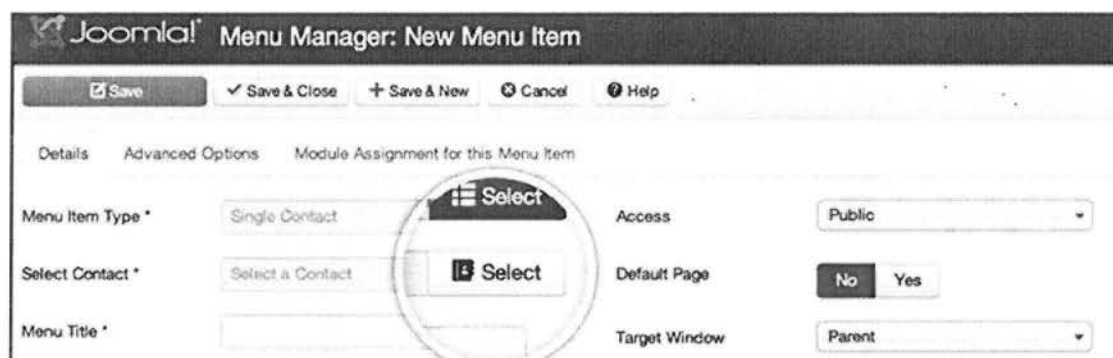 Joomla! Menu Manager: New Menu Item
Save Save & Close Save & New Cancel Help
Details Advanced Options Module Assignment for this Menu Item
Select
Menu Item Type * Single Contact Access Public
Select Contact * Select a Contact Select Default Page No Yes
Menu Title * Target Window Parent